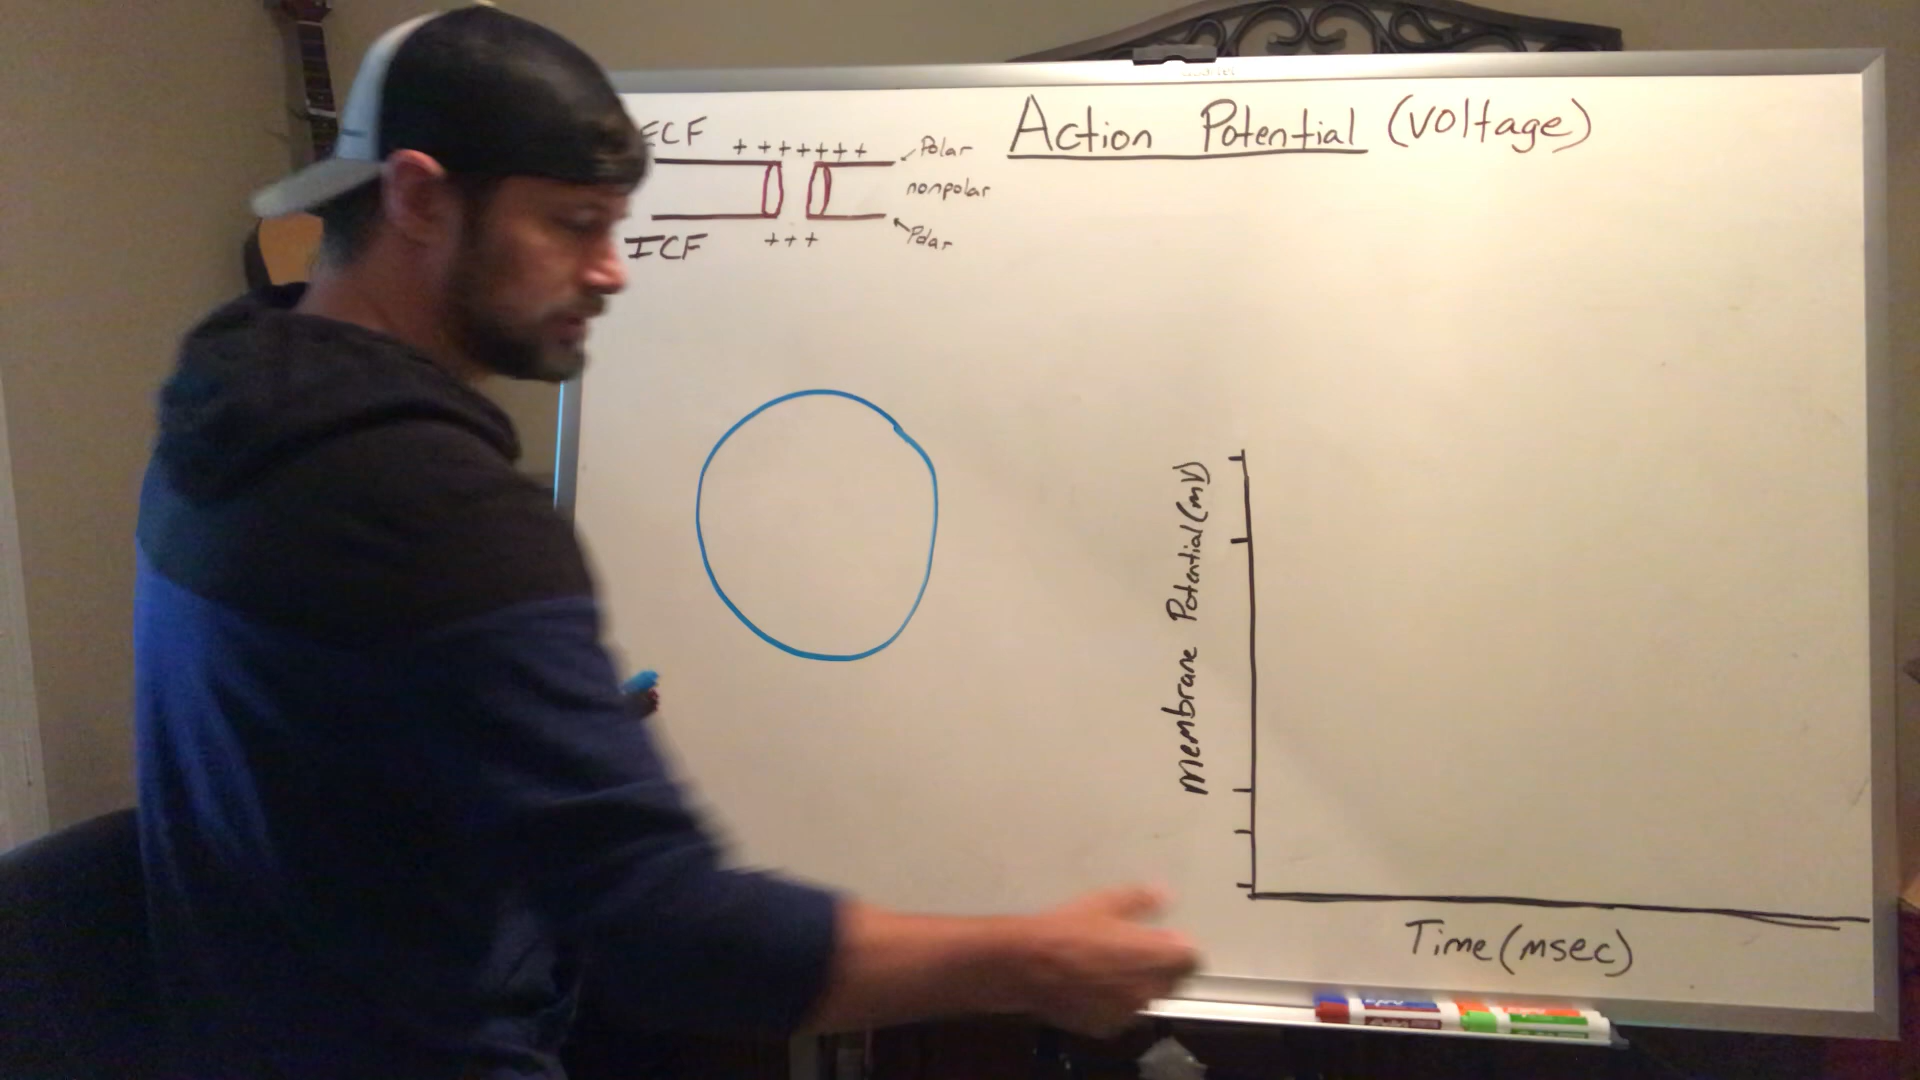 Action Potential (voltage)
ECF
+ + + + + + +
Polar
nonpolar
Polar
ICF
+ + +
Membrane Potential (mV)
Time (msec)